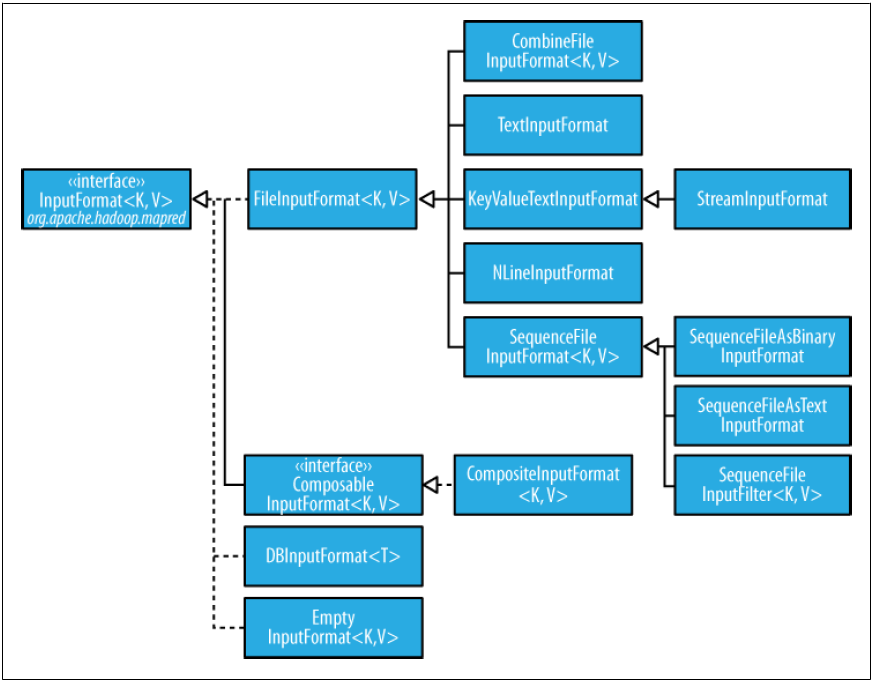 CombineFile
InputFormat<K, V>
TextInputFormat
‹‹interface››
InputFormat<K, V>
org.apache.hadoop.mapred
FileInputFormat<K, V>
KeyValueTextInputFormat
StreamInputFormat
NLineInputFormat
SequenceFile
InputFormat<K, V>
SequenceFileAsBinary
InputFormat
SequenceFileAsText
InputFormat
SequenceFile
InputFilter<K, V>
‹‹interface››
Composable
InputFormat<K, V>
CompositeInputFormat
<K, V>
DBInputFormat<T>
Empty
InputFormat<K,V>